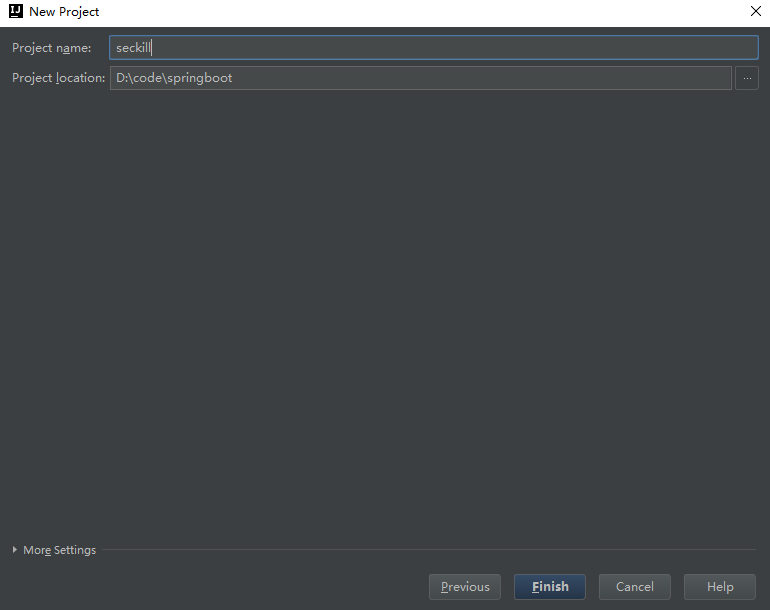 IJ New Project
Project name: seckill
Project location: D:\code\springboot ...
More Settings
Previous Finish Cancel Help